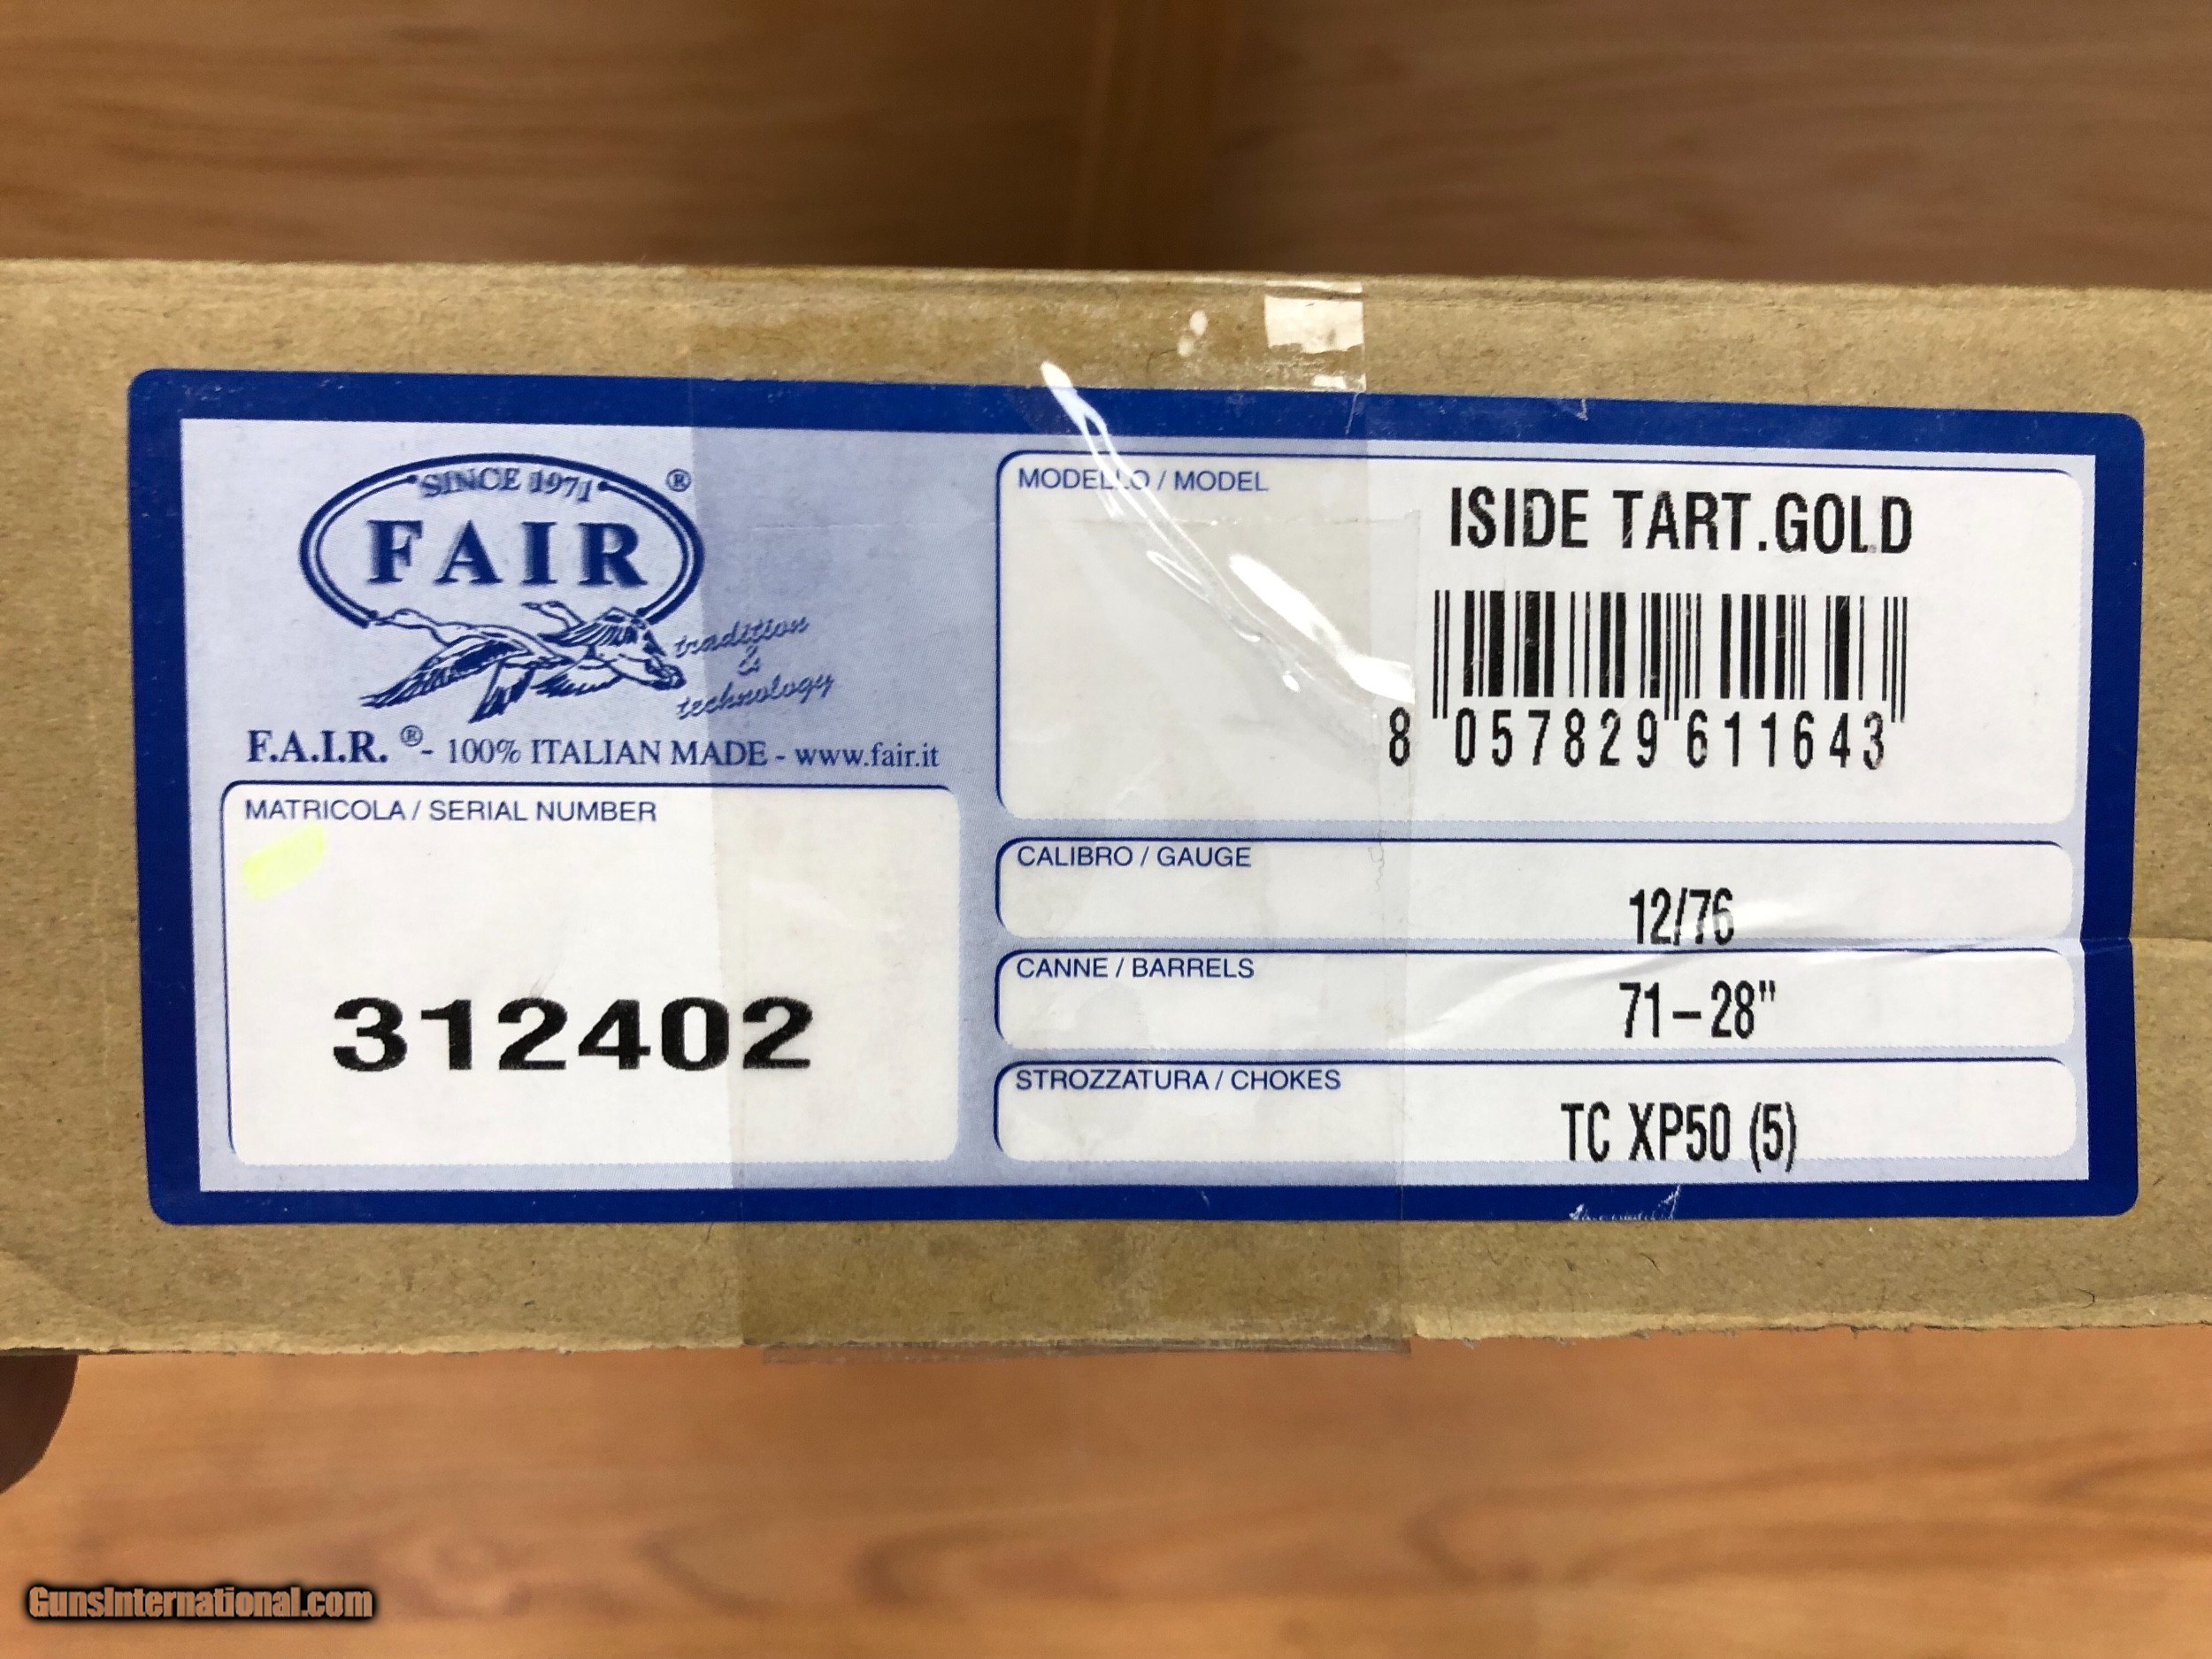 SINCE 1971 ®
FAIR
tradition
&
technology
F.A.I.R. ® - 100% ITALIAN MADE - www.fair.it
MATRICOLA / SERIAL NUMBER
312402
MODELLO / MODEL
ISIDE TART.GOLD
8 057829 611643
CALIBRO / GAUGE
12/76
CANNE / BARRELS
71-28"
STROZZATURA / CHOKES
TC XP50 (5)
GunsInternational.com